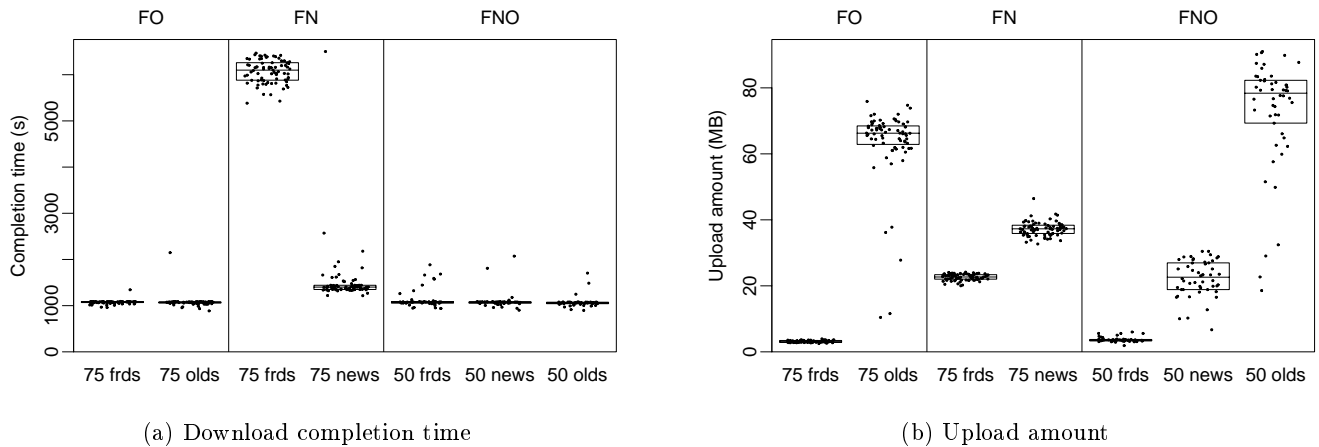 FO FN FNO
Completion time (s)
0 1000 3000 5000
75 frds 75 olds 75 frds 75 news 50 frds 50 news 50 olds
(a) Download completion time
FO FN FNO
Upload amount (MB)
0 20 40 60 80
75 frds 75 olds 75 frds 75 news 50 frds 50 news 50 olds
(b) Upload amount